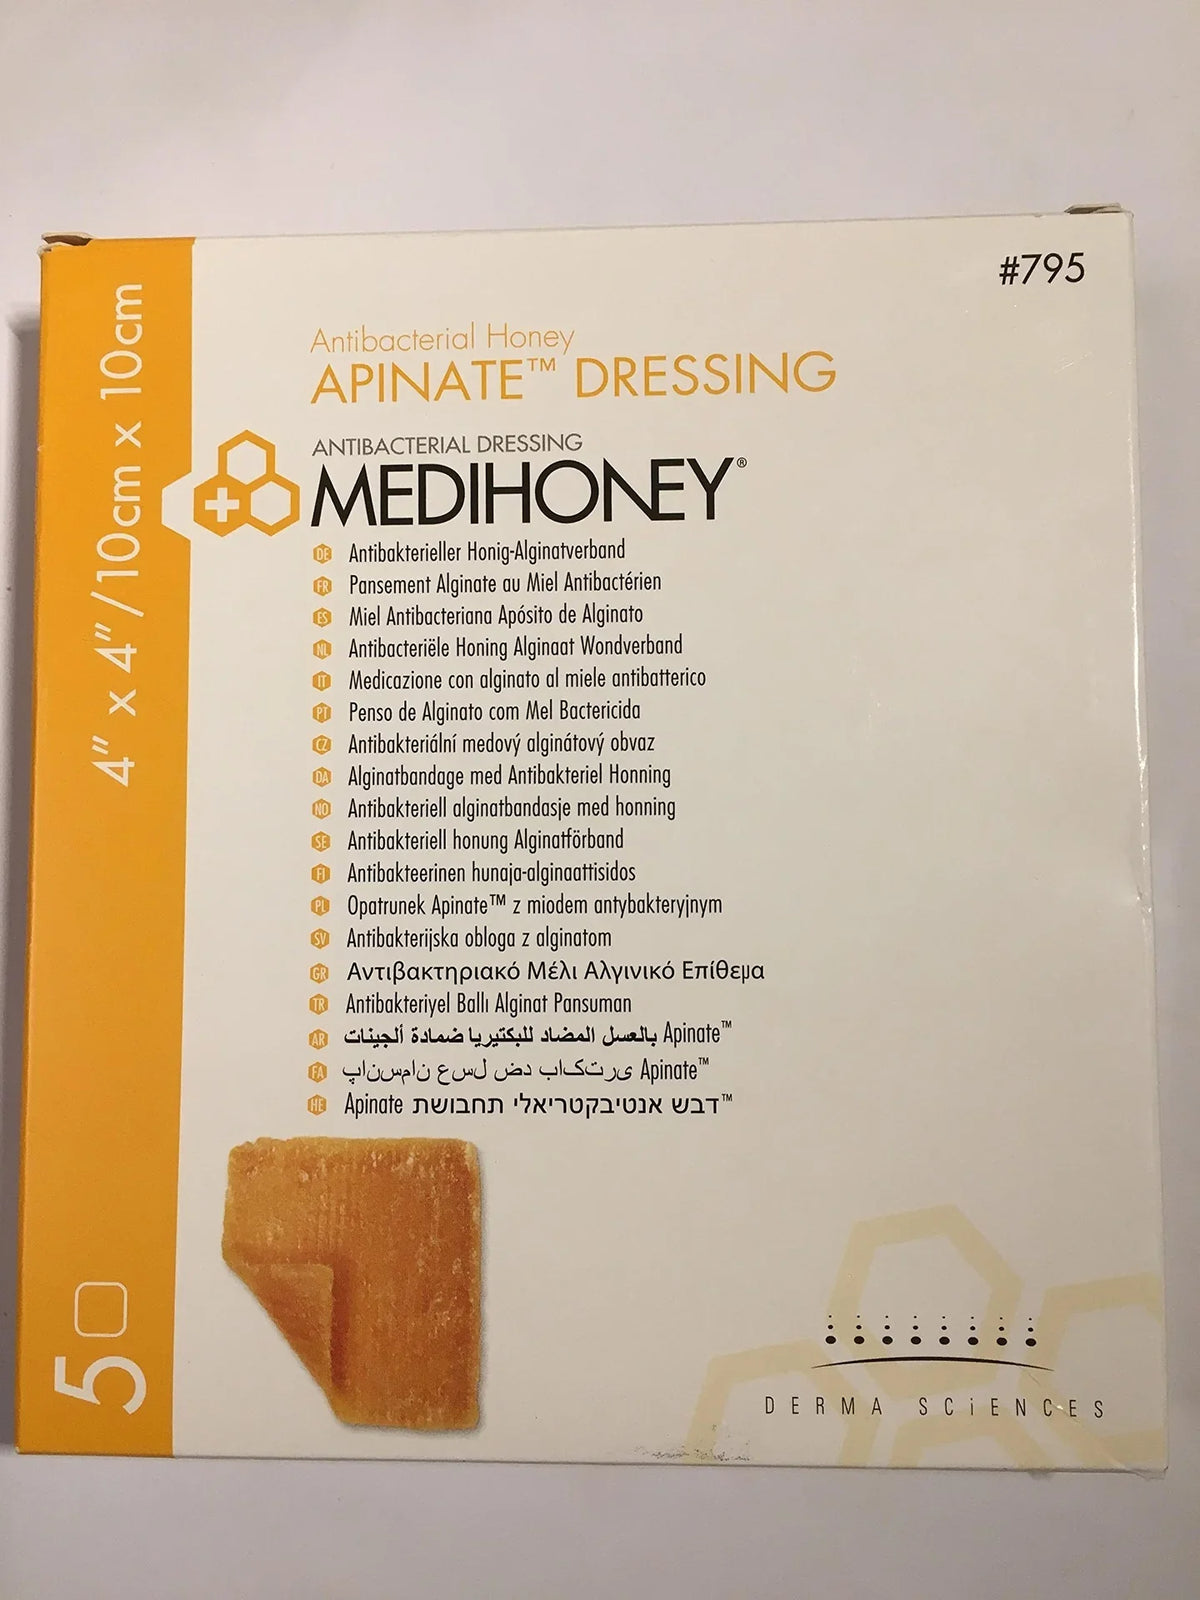 #795
Antibacterial Honey
APINATE™ DRESSING
ANTIBACTERIAL DRESSING
MEDIHONEY®
DE Antibakterieller Honig-Alginatverband
FR Pansement Alginate au Miel Antibactérien
ES Miel Antibacteriana Apósito de Alginato
NL Antibacteriële Honing Alginaat Wondverband
IT Medicazione con alginato al miele antibatterico
PT Penso de Alginato com Mel Bactericida
CZ Antibakteriální medový alginátový obvaz
DA Alginatbandage med Antibakteriel Honning
NO Antibakteriell alginatbandasje med honning
SE Antibakteriell honung Alginatförband
FI Antibakteerinen hunaja-alginaattisidos
PL Opatrunek Apinate™ z miodem antybakteryjnym
SV Antibakterijska obloga z alginatom
GR Αντιβακτηριακό Μέλι Αλγινικό Επίθεμα
TR Antibakteriyel Ballı Alginat Pansuman
AR بالعسل المضاد للبكتيريا ضمادة ألجينات Apinate™
FA پانسمان عسل ضد باکتری Apinate™
HE Apinate דבש אנטיבקטריאלי תחבושת™
4" x 4"/10cm x 10cm
5
DERMA SCiENCES